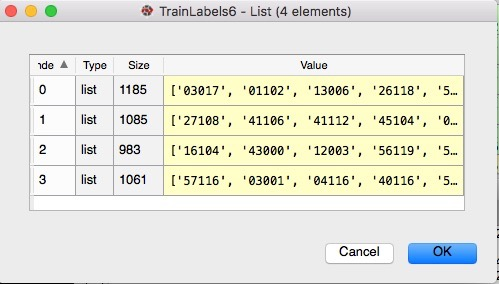 TrainLabels6 - List (4 elements)
nde ▲ Type Size Value
0 list 1185 ['03017', '01102', '13006', '26118', '5…
1 list 1085 ['27108', '41106', '41112', '45104', '0…
2 list 983 ['16104', '43000', '12003', '56119', '5…
3 list 1061 ['57116', '03001', '04116', '40116', '5…
Cancel OK